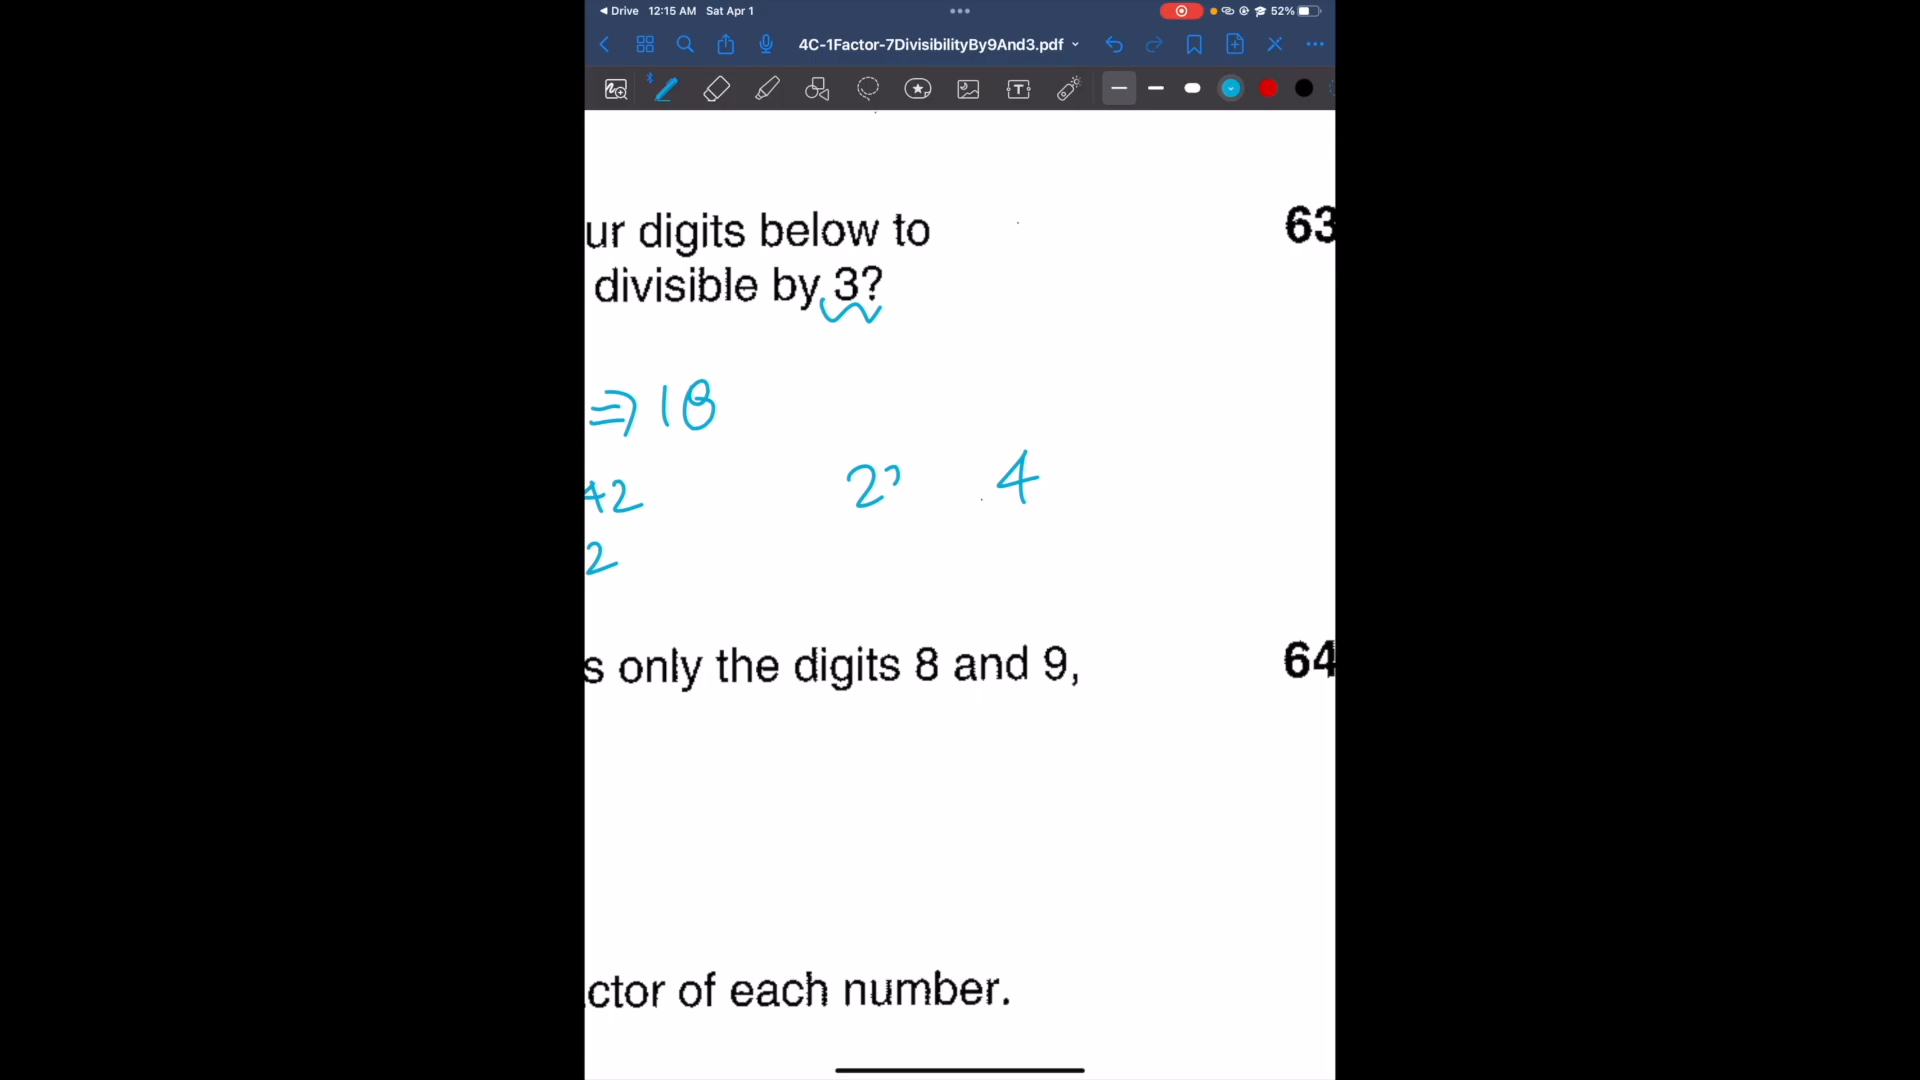 Drive 12:15 AM Sat Apr 1 52%
4C-1Factor-7DivisibilityBy9And3.pdf
ur digits below to 63
divisible by 3?
⇒ 18
+2
2, 4
2
s only the digits 8 and 9, 64
ctor of each number.